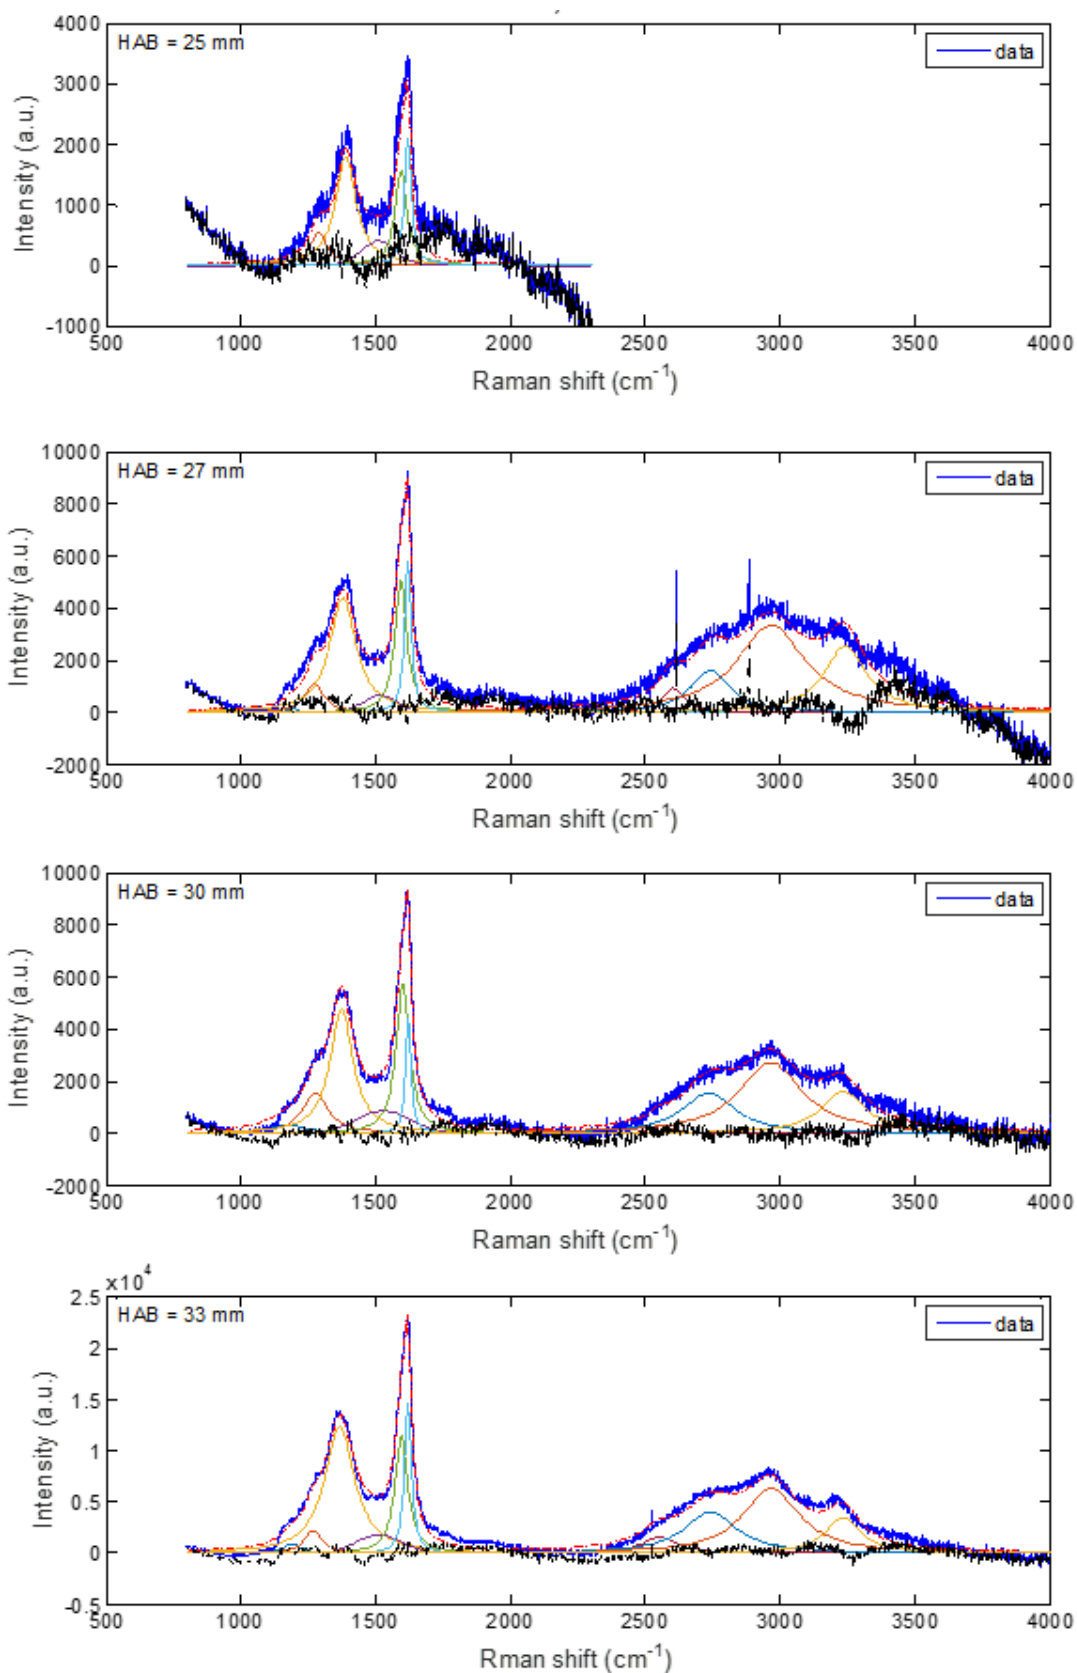 4000
HAB = 25 mm
data
3000
2000
1000
0
-1000
500 1000 1500 2000 2500 3000 3500 4000
Intensity (a.u.)
Raman shift (cm-1)
10000
HAB = 27 mm
data
8000
6000
4000
2000
0
-2000
500 1000 1500 2000 2500 3000 3500 4000
Intensity (a.u.)
Raman shift (cm-1)
10000
HAB = 30 mm
data
8000
6000
4000
2000
0
-2000
500 1000 1500 2000 2500 3000 3500 4000
Intensity (a.u.)
Raman shift (cm-1)
x104
2.5
HAB = 33 mm
data
2
1.5
1
0.5
0
-0.5
500 1000 1500 2000 2500 3000 3500 4000
Intensity (a.u.)
Rman shift (cm-1)